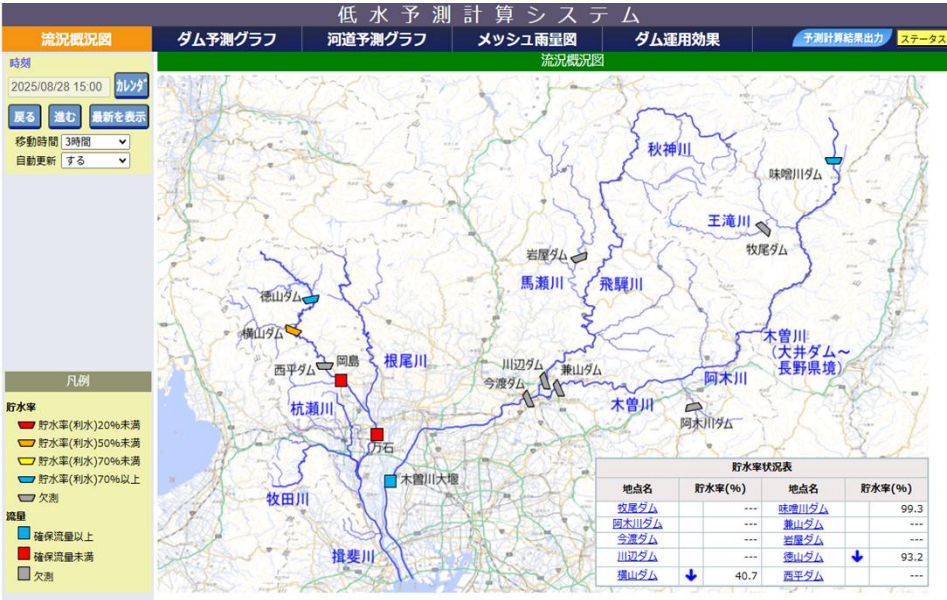 低水予測計算システム
流況概況図 ダム予測グラフ 河道予測グラフ メッシュ雨量図 ダム運用効果 予測計算結果出力 ステータス
時刻
流況概況図
2025/08/28 15:00 カレンダ
戻る 進む 最新を表示
移動時間 3時間
自動更新 する
秋神川
味噌川ダム
王滝川
牧尾ダム
岩屋ダム
馬瀬川 飛騨川
徳山ダム
横山ダム
木曽川
(大井ダム～
長野県境)
西平ダム 岡島 根尾川
川辺ダム 兼山ダム
今渡ダム
阿木川
杭瀬川
木曽川
阿木川ダム
万石
木曽川大堰
牧田川
揖斐川
凡例
貯水率
貯水率(利水)20%未満
貯水率(利水)50%未満
貯水率(利水)70%未満
貯水率(利水)70%以上
欠測
流量
確保流量以上
確保流量未満
欠測
貯水率状況表
地点名 貯水率(%) 地点名 貯水率(%)
牧尾ダム --- 味噌川ダム 99.3
阿木川ダム --- 兼山ダム ---
今渡ダム --- 岩屋ダム ---
川辺ダム --- 徳山ダム ↓ 93.2
横山ダム ↓ 40.7 西平ダム ---